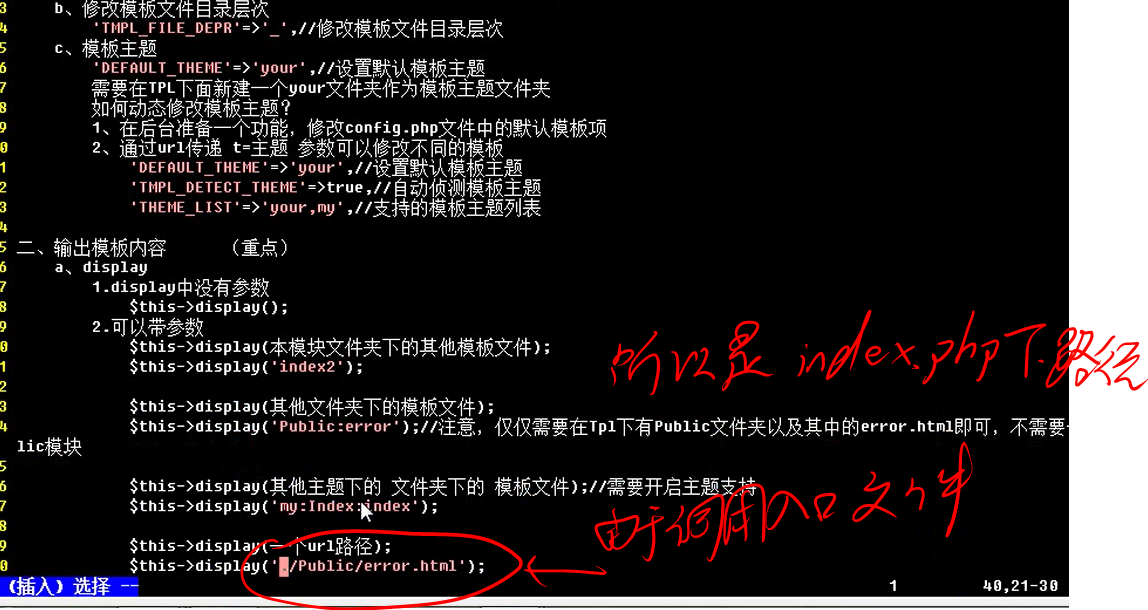 3 b、修改模板文件目录层次
4 'TMPL_FILE_DEPR'=>'_',//修改模板文件目录层次
5 c、模板主题
6 'DEFAULT_THEME'=>'your',//设置默认模板主题
7 需要在TPL下面新建一个your文件夹作为模板主题文件夹
8 如何动态修改模板主题？
9 1、在后台准备一个功能，修改config.php文件中的默认模板项
0 2、通过url传递 t=主题 参数可以修改不同的模板
1 'DEFAULT_THEME'=>'your',//设置默认模板主题
2 'TMPL_DETECT_THEME'=>true,//自动侦测模板主题
3 'THEME_LIST'=>'your,my',//支持的模板主题列表
4
5 二、输出模板内容 （重点）
6 a、display
7 1.display中没有参数
8 $this->display();
9 2.可以带参数
0 $this->display(本模块文件夹下的其他模板文件);
1 $this->display('index2');
所以是 index.php下路径
2
3 $this->display(其他文件夹下的模板文件);
4 $this->display('Public:error');//注意，仅仅需要在Tpl下有Public文件夹以及其中的error.html即可，不需要
lic模块
5
6 $this->display(其他主题下的 文件夹下的 模板文件);//需要开启主题支持
7 $this->display('my:Index:index');
由于调用入口文件
8
9 $this->display(一个url路径);
0 $this->display('./Public/error.html');
(插入) 选择 -- 1 40,21-30